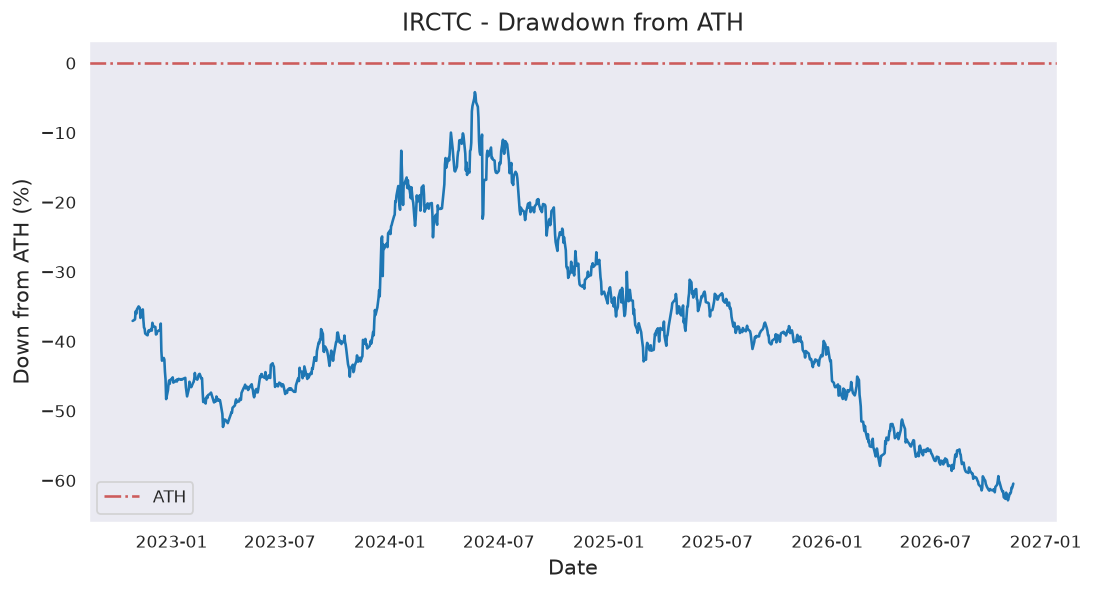 IRCTC - Drawdown from ATH
Down from ATH (%)
0
−10
−20
−30
−40
−50
−60
ATH
2023-01 2023-07 2024-01 2024-07 2025-01 2025-07 2026-01 2026-07 2027-01
Date